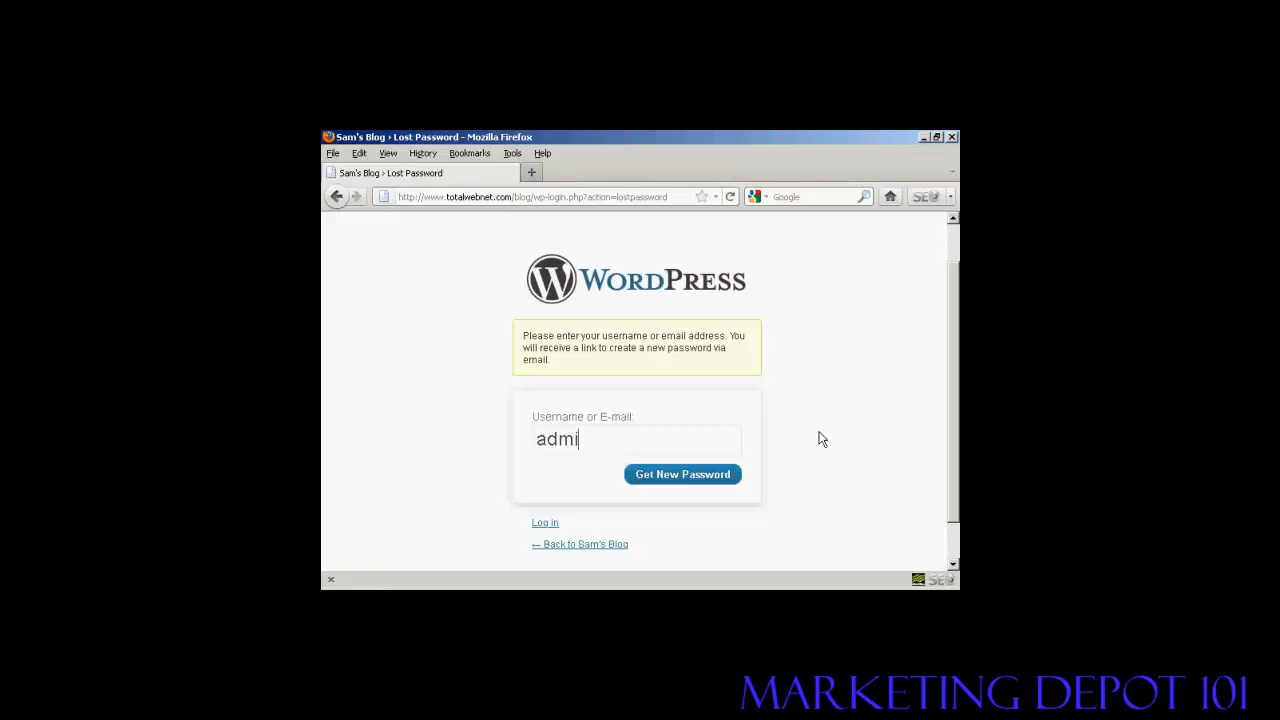 Sam's Blog › Lost Password - Mozilla Firefox
File Edit View History Bookmarks Tools Help
Sam's Blog › Lost Password
http://www.totalwebnet.com/blog/wp-login.php?action=lostpassword Google SEO
WORDPRESS
Please enter your username or email address. You
will receive a link to create a new password via
email.
Username or E-mail:
admi
Get New Password
Log in
← Back to Sam's Blog
SEO
MARKETING DEPOT 101